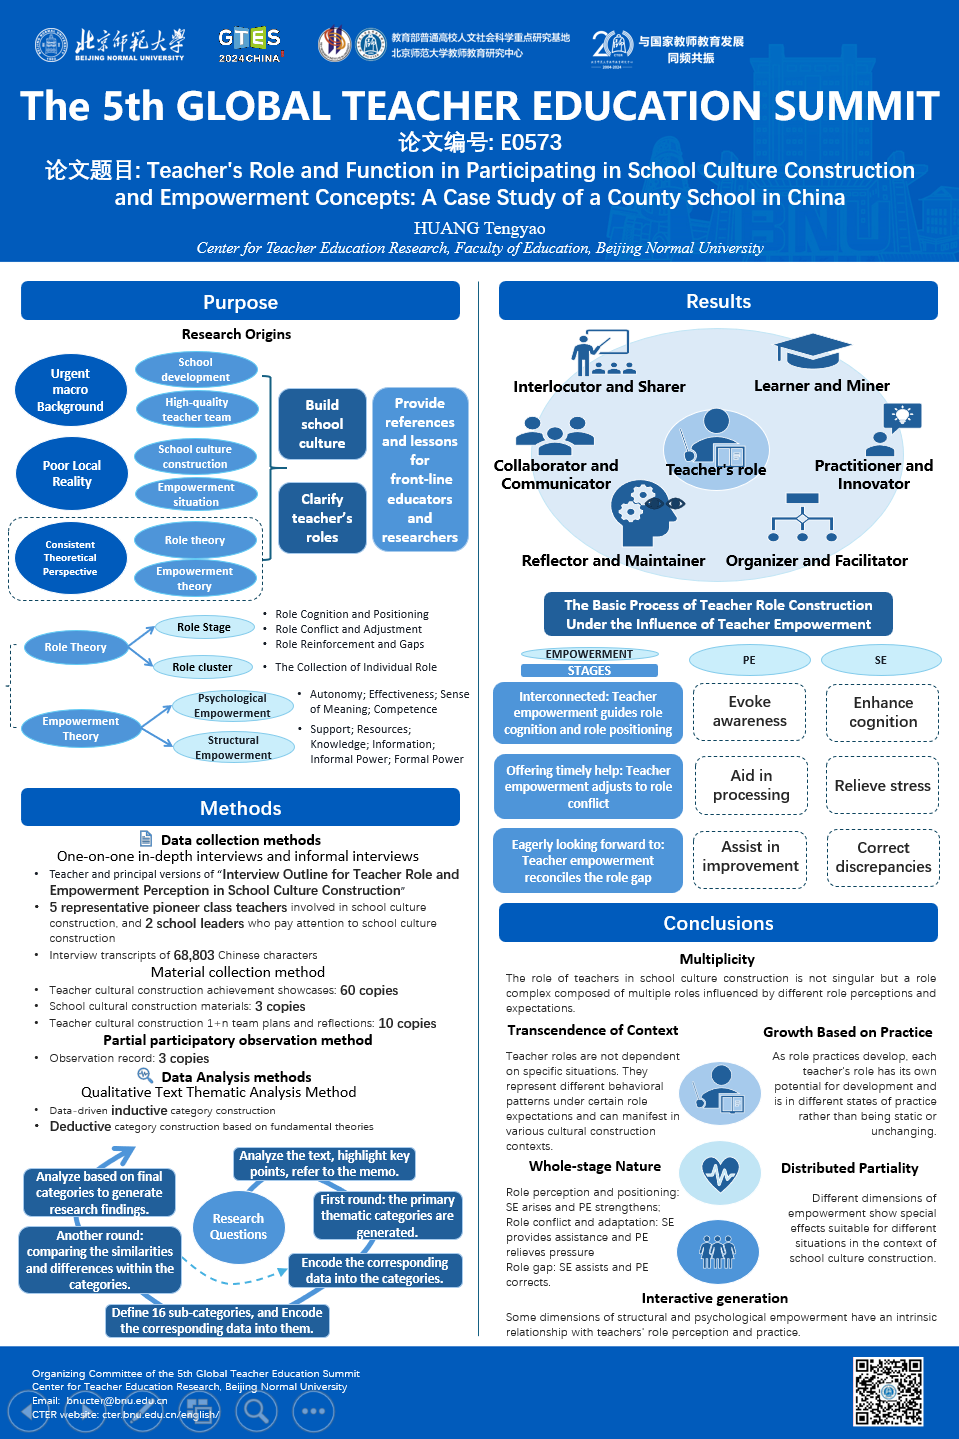 北京师范大学
BEIJING NORMAL UNIVERSITY
GTES
2024CHINA
教育部普通高校人文社会科学重点研究基地
北京师范大学教师教育研究中心
与国家教师教育发展
同频共振
2004-2024
The 5th GLOBAL TEACHER EDUCATION SUMMIT
论文编号: E0573
论文题目: Teacher's Role and Function in Participating in School Culture Construction
and Empowerment Concepts: A Case Study of a County School in China
HUANG Tengyao
Center for Teacher Education Research, Faculty of Education, Beijing Normal University
BNU
Purpose
Research Origins
Urgent
macro
Background
School
development
High-quality
teacher team
Poor Local
Reality
School culture
construction
Empowerment
situation
Consistent
Theoretical
Perspective
Role theory
Empowerment
theory
Build
school
culture
Clarify
teacher's
roles
Provide
references
and lessons
for
front-line
educators
and
researchers
Role Theory
Role Stage
• Role Cognition and Positioning
• Role Conflict and Adjustment
• Role Reinforcement and Gaps
Role cluster
• The Collection of Individual Role
Empowerment
Theory
Psychological
Empowerment
• Autonomy; Effectiveness; Sense
of Meaning; Competence
Structural
Empowerment
• Support; Resources;
Knowledge; Information;
Informal Power; Formal Power
Methods
Data collection methods
One-on-one in-depth interviews and informal interviews
• Teacher and principal versions of "Interview Outline for Teacher Role and
Empowerment Perception in School Culture Construction"
• 5 representative pioneer class teachers involved in school culture
construction, and 2 school leaders who pay attention to school culture
construction
• Interview transcripts of 68,803 Chinese characters
Material collection method
• Teacher cultural construction achievement showcases: 60 copies
• School cultural construction materials: 3 copies
• Teacher cultural construction 1+n team plans and reflections: 10 copies
Partial participatory observation method
• Observation record: 3 copies
Data Analysis methods
Qualitative Text Thematic Analysis Method
• Data-driven inductive category construction
• Deductive category construction based on fundamental theories
Analyze the text, highlight key
points, refer to the memo.
First round: the primary
thematic categories are
generated.
Encode the corresponding
data into the categories.
Define 16 sub-categories, and Encode
the corresponding data into them.
Another round:
comparing the similarities
and differences within the
categories.
Analyze based on final
categories to generate
research findings.
Research
Questions
Results
Interlocutor and Sharer
Learner and Miner
Collaborator and
Communicator
Teacher's role
Practitioner and
Innovator
Reflector and Maintainer
Organizer and Facilitator
The Basic Process of Teacher Role Construction
Under the Influence of Teacher Empowerment
EMPOWERMENT
STAGES
PE
SE
Interconnected: Teacher
empowerment guides role
cognition and role positioning
Evoke
awareness
Enhance
cognition
Offering timely help: Teacher
empowerment adjusts to role
conflict
Aid in
processing
Relieve stress
Eagerly looking forward to:
Teacher empowerment
reconciles the role gap
Assist in
improvement
Correct
discrepancies
Conclusions
Multiplicity
The role of teachers in school culture construction is not singular but a role
complex composed of multiple roles influenced by different role perceptions and
expectations.
Transcendence of Context
Teacher roles are not dependent
on specific situations. They
represent different behavioral
patterns under certain role
expectations and can manifest in
various cultural construction
contexts.
Growth Based on Practice
As role practices develop, each
teacher's role has its own
potential for development and
is in different states of practice
rather than being static or
unchanging.
Whole-stage Nature
Role perception and positioning:
SE arises and PE strengthens;
Role conflict and adaptation: SE
provides assistance and PE
relieves pressure
Role gap: SE assists and PE
corrects.
Distributed Partiality
Different dimensions of
empowerment show special
effects suitable for different
situations in the context of
school culture construction.
Interactive generation
Some dimensions of structural and psychological empowerment have an intrinsic
relationship with teachers' role perception and practice.
Organizing Committee of the 5th Global Teacher Education Summit
Center for Teacher Education Research, Beijing Normal University
Email: bnucter@bnu.edu.cn
CTER website: cter.bnu.edu.cn/english/